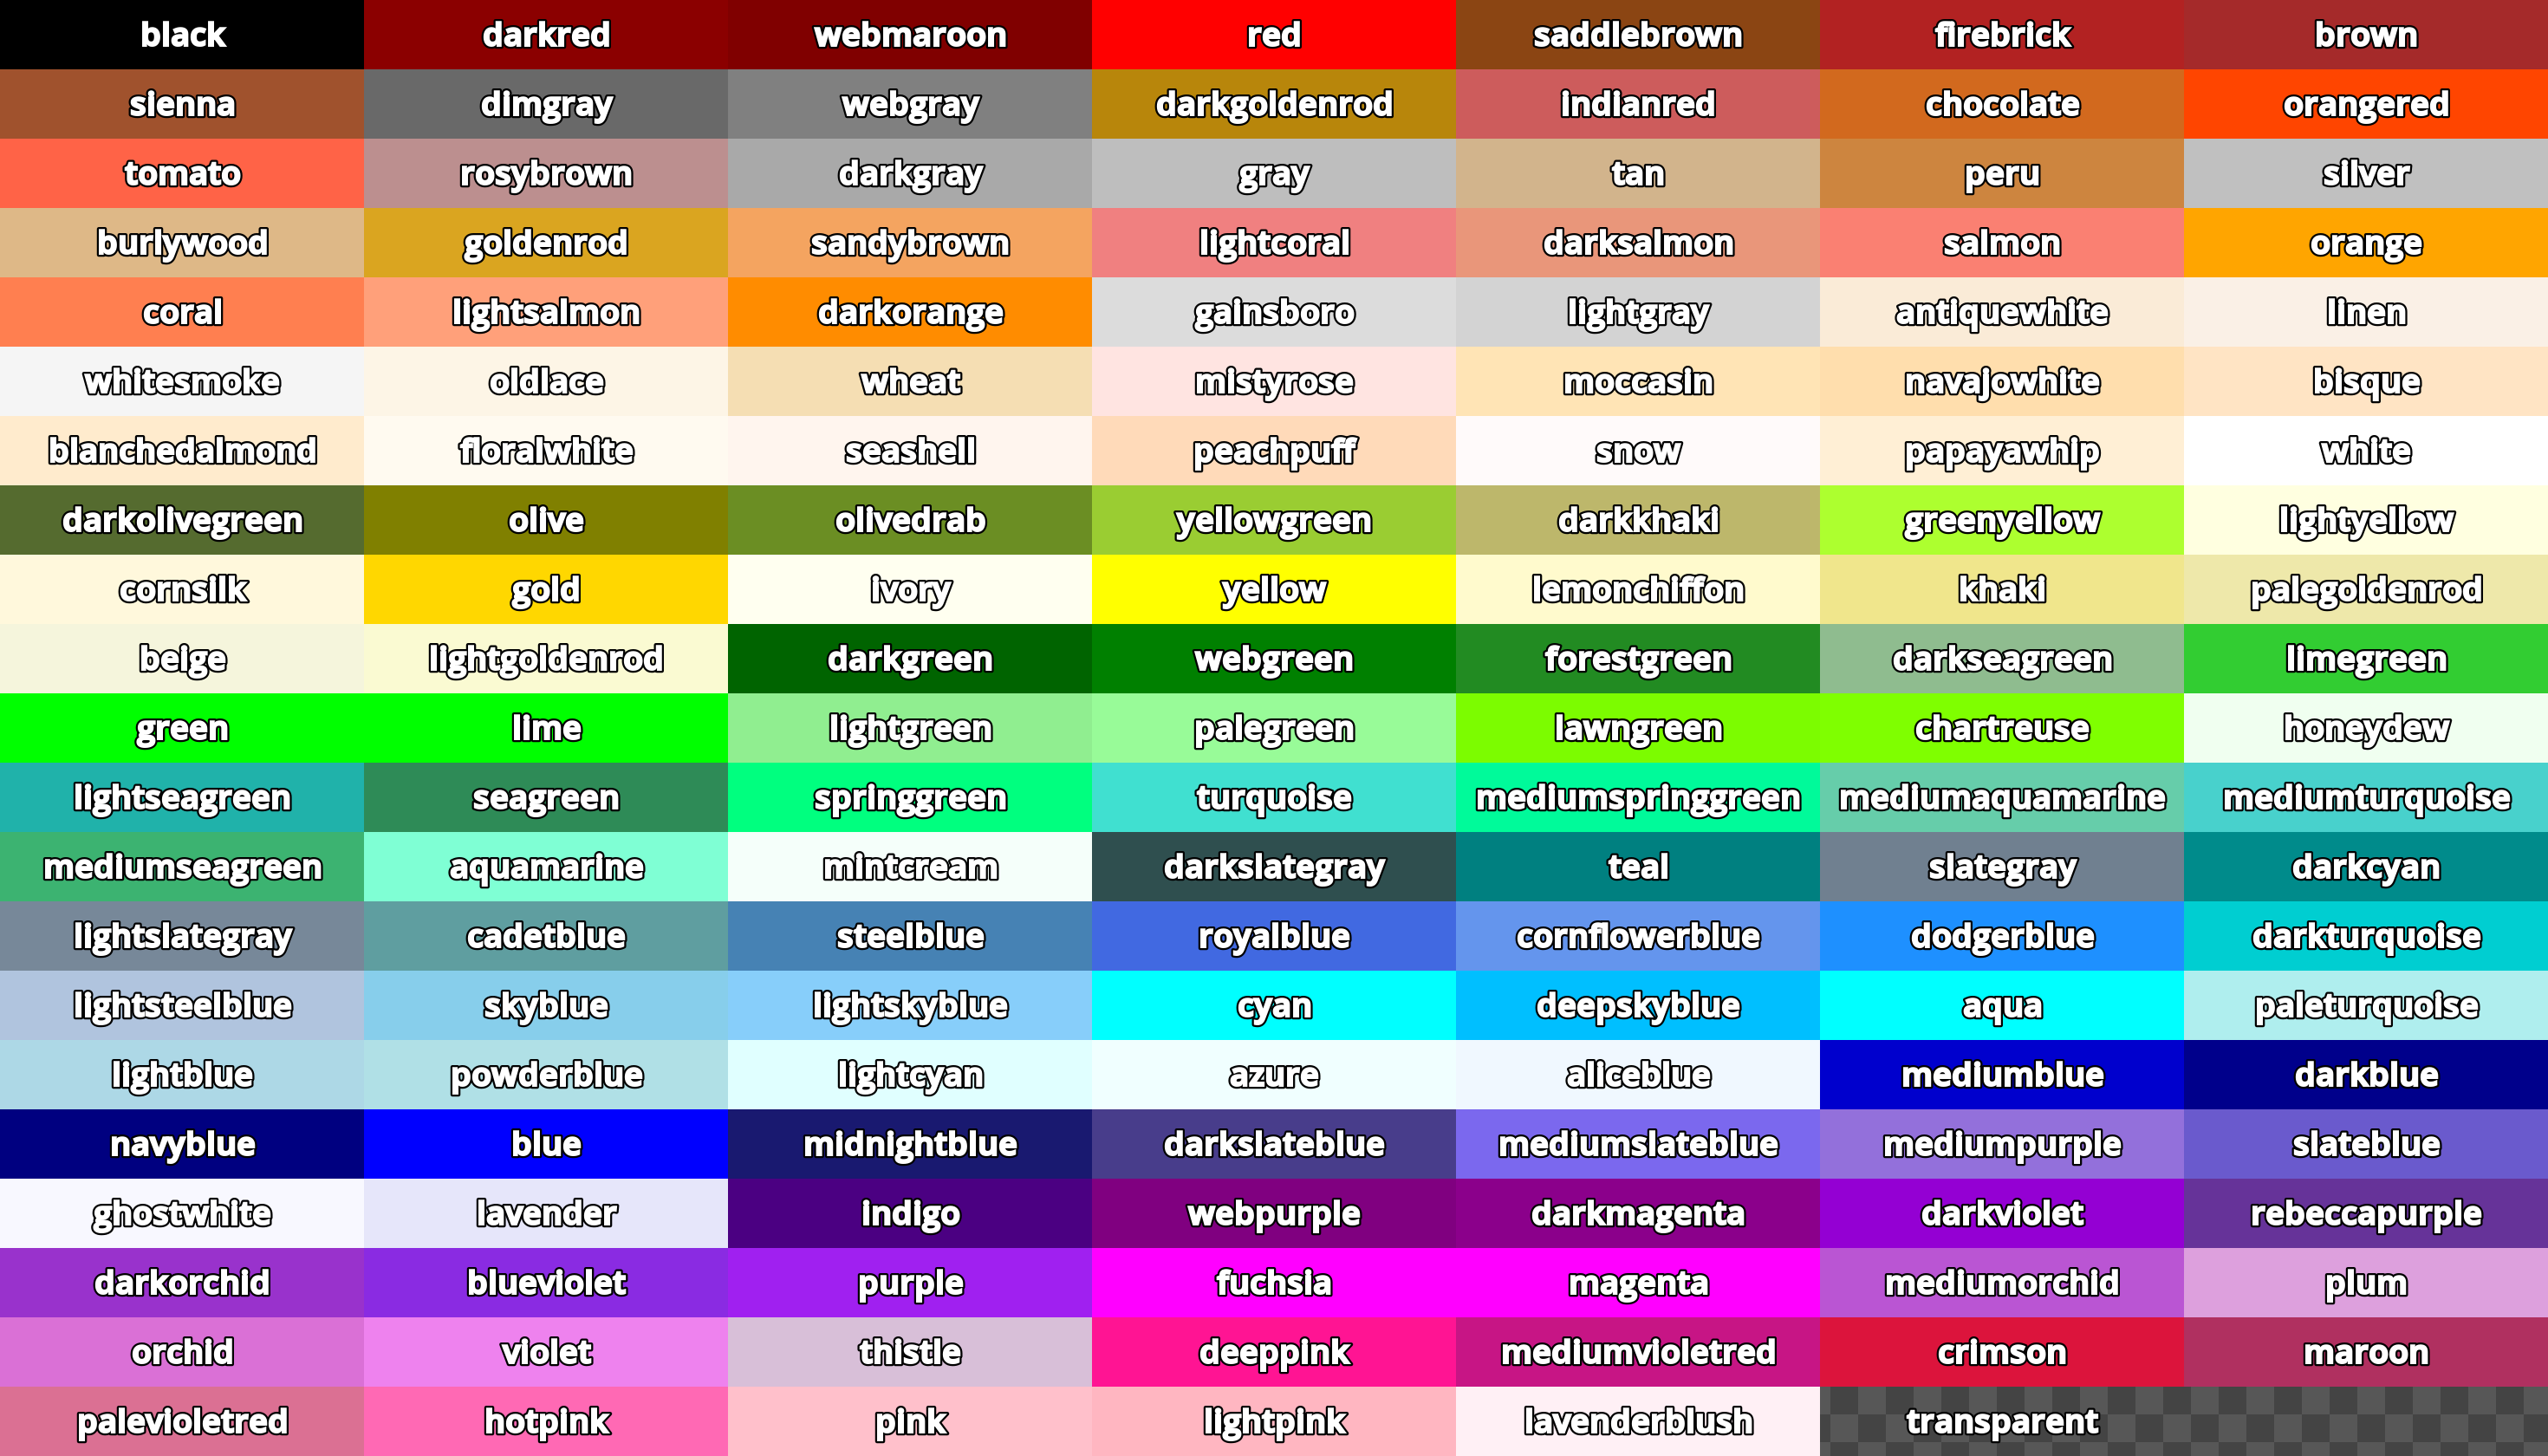 black darkred webmaroon red saddlebrown firebrick brown
sienna dimgray webgray darkgoldenrod indianred chocolate orangered
tomato rosybrown darkgray gray tan peru silver
burlywood goldenrod sandybrown lightcoral darksalmon salmon orange
coral lightsalmon darkorange gainsboro lightgray antiquewhite linen
whitesmoke oldlace wheat mistyrose moccasin navajowhite bisque
blanchedalmond floralwhite seashell peachpuff snow papayawhip white
darkolivegreen olive olivedrab yellowgreen darkkhaki greenyellow lightyellow
cornsilk gold ivory yellow lemonchiffon khaki palegoldenrod
beige lightgoldenrod darkgreen webgreen forestgreen darkseagreen limegreen
green lime lightgreen palegreen lawngreen chartreuse honeydew
lightseagreen seagreen springgreen turquoise mediumspringgreen mediumaquamarine mediumturquoise
mediumseagreen aquamarine mintcream darkslategray teal slategray darkcyan
lightslategray cadetblue steelblue royalblue cornflowerblue dodgerblue darkturquoise
lightsteelblue skyblue lightskyblue cyan deepskyblue aqua paleturquoise
lightblue powderblue lightcyan azure aliceblue mediumblue darkblue
navyblue blue midnightblue darkslateblue mediumslateblue mediumpurple slateblue
ghostwhite lavender indigo webpurple darkmagenta darkviolet rebeccapurple
darkorchid blueviolet purple fuchsia magenta mediumorchid plum
orchid violet thistle deeppink mediumvioletred crimson maroon
palevioletred hotpink pink lightpink lavenderblush transparent